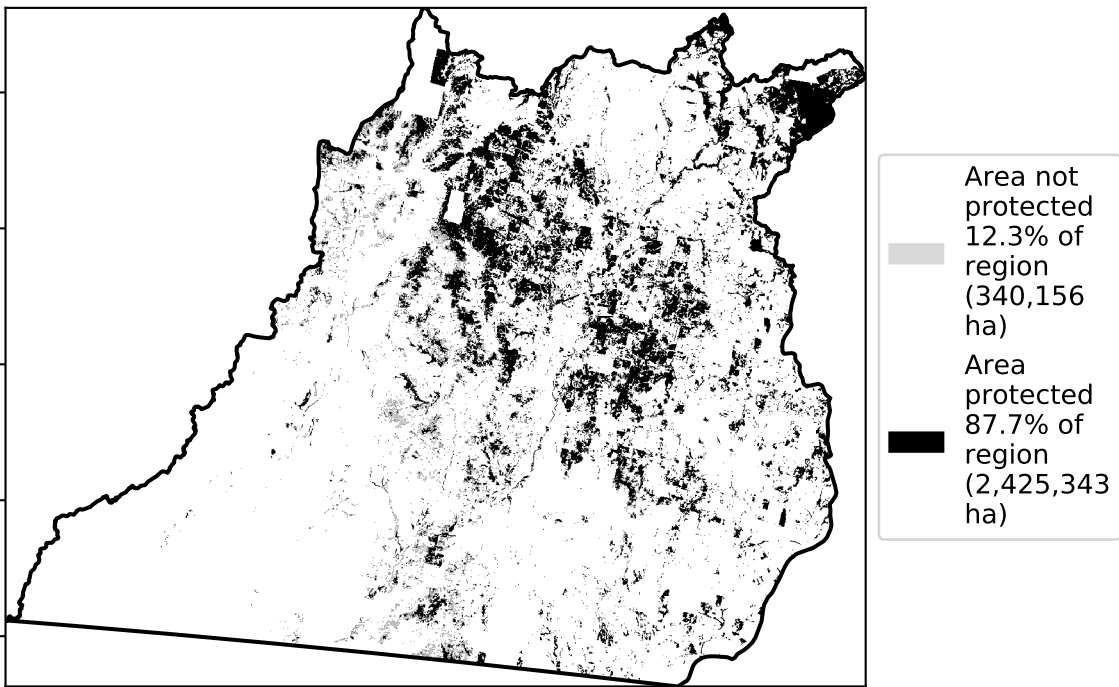 Area not
protected
12.3% of
region
(340,156
ha)
Area
protected
87.7% of
region
(2,425,343
ha)